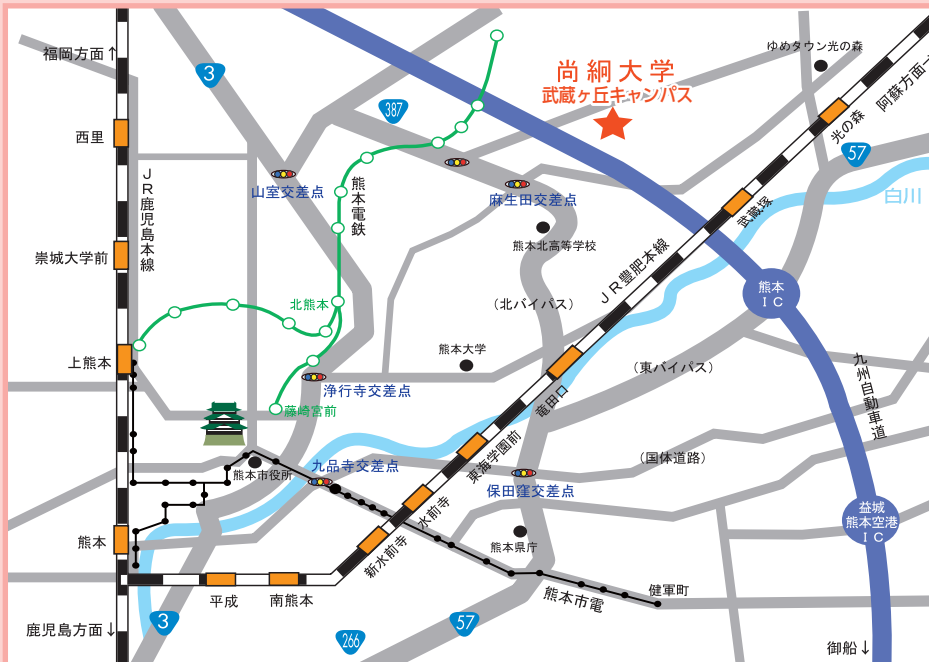 福岡方面↑
3
387
尚絅大学
武蔵ヶ丘キャンパス
ゆめタウン光の森
阿蘇方面→
光の森
57
西里
JR鹿児島本線
山室交差点
熊本電鉄
麻生田交差点
武蔵塚
白川
熊本北高等学校
崇城大学前
JR豊肥本線
熊本
IC
北熊本
(北バイパス)
上熊本
熊本大学
(東バイパス)
九州自動車道
浄行寺交差点
竜田口
藤崎宮前
東海学園前
(国体道路)
熊本市役所
九品寺交差点
保田窪交差点
水前寺
益城
熊本空港
IC
熊本
新水前寺
熊本県庁
平成
南熊本
熊本市電
健軍町
鹿児島方面↓
3
266
57
御船↓